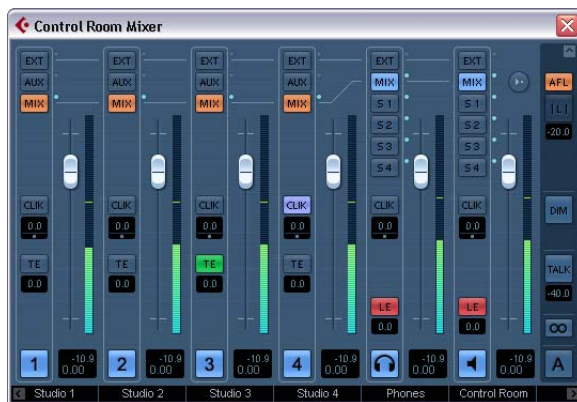 Control Room Mixer
EXT EXT EXT EXT EXT EXT
AUX AUX AUX AUX MIX MIX AFL
MIX MIX MIX MIX S 1 S 1 |L|
S 2 S 2 -20.0
S 3 S 3
S 4 S 4
CLIK CLIK CLIK CLIK CLIK CLIK DIM
0.0 0.0 0.0 0.0 0.0 0.0
TE TE TE TE TALK
0.0 0.0 0.0 0.0 -40.0
LE LE
0.0 0.0
-10.9 -10.9 -10.9 -10.9 -10.9 -10.9
1 0.00 2 0.00 3 0.00 4 0.00 0.00 0.00 A
Studio 1 Studio 2 Studio 3 Studio 4 Phones Control Room